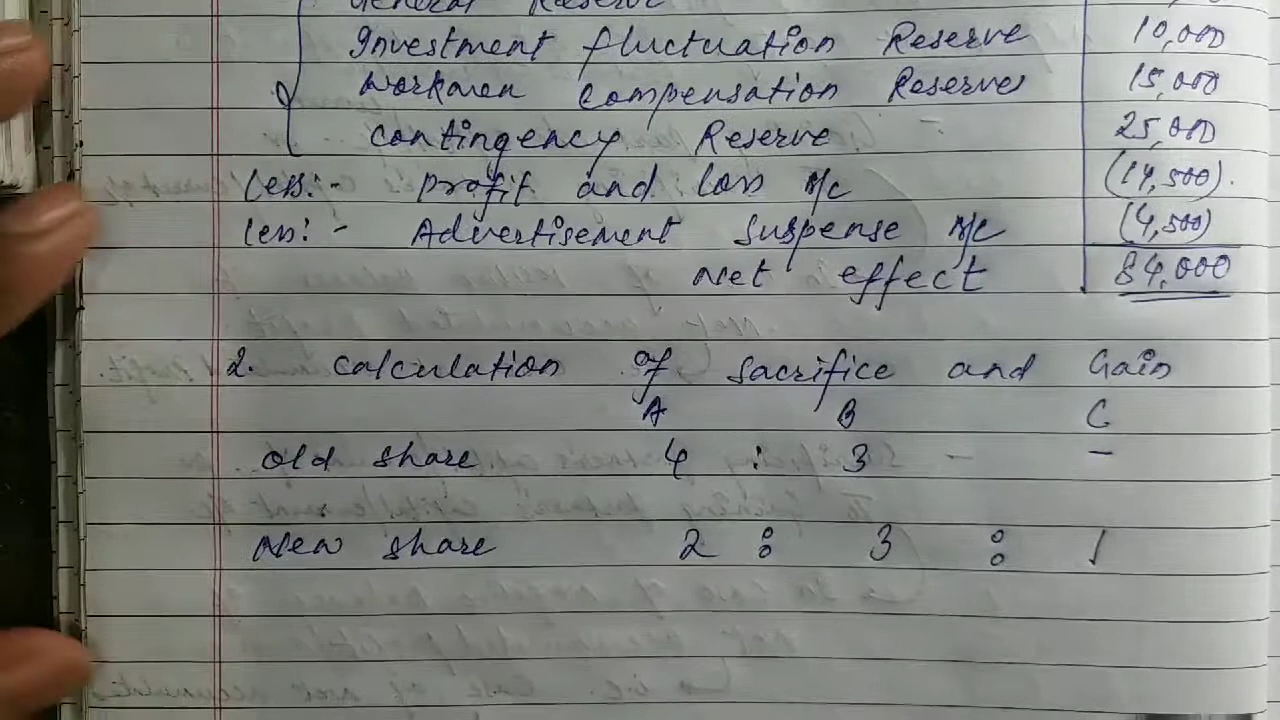 General Reserve
Investment fluctuation Reserve 10,000
Workmen compensation Reserve 15,000
Contingency Reserve 25,000
Less:- Profit and Loss A/c (14,500).
Less:- Advertisement Suspense A/c (4,500)
Net effect 84,000
2. Calculation of Sacrifice and Gain
A B C
Old share 4 : 3 - -
New share 2 : 3 : 1